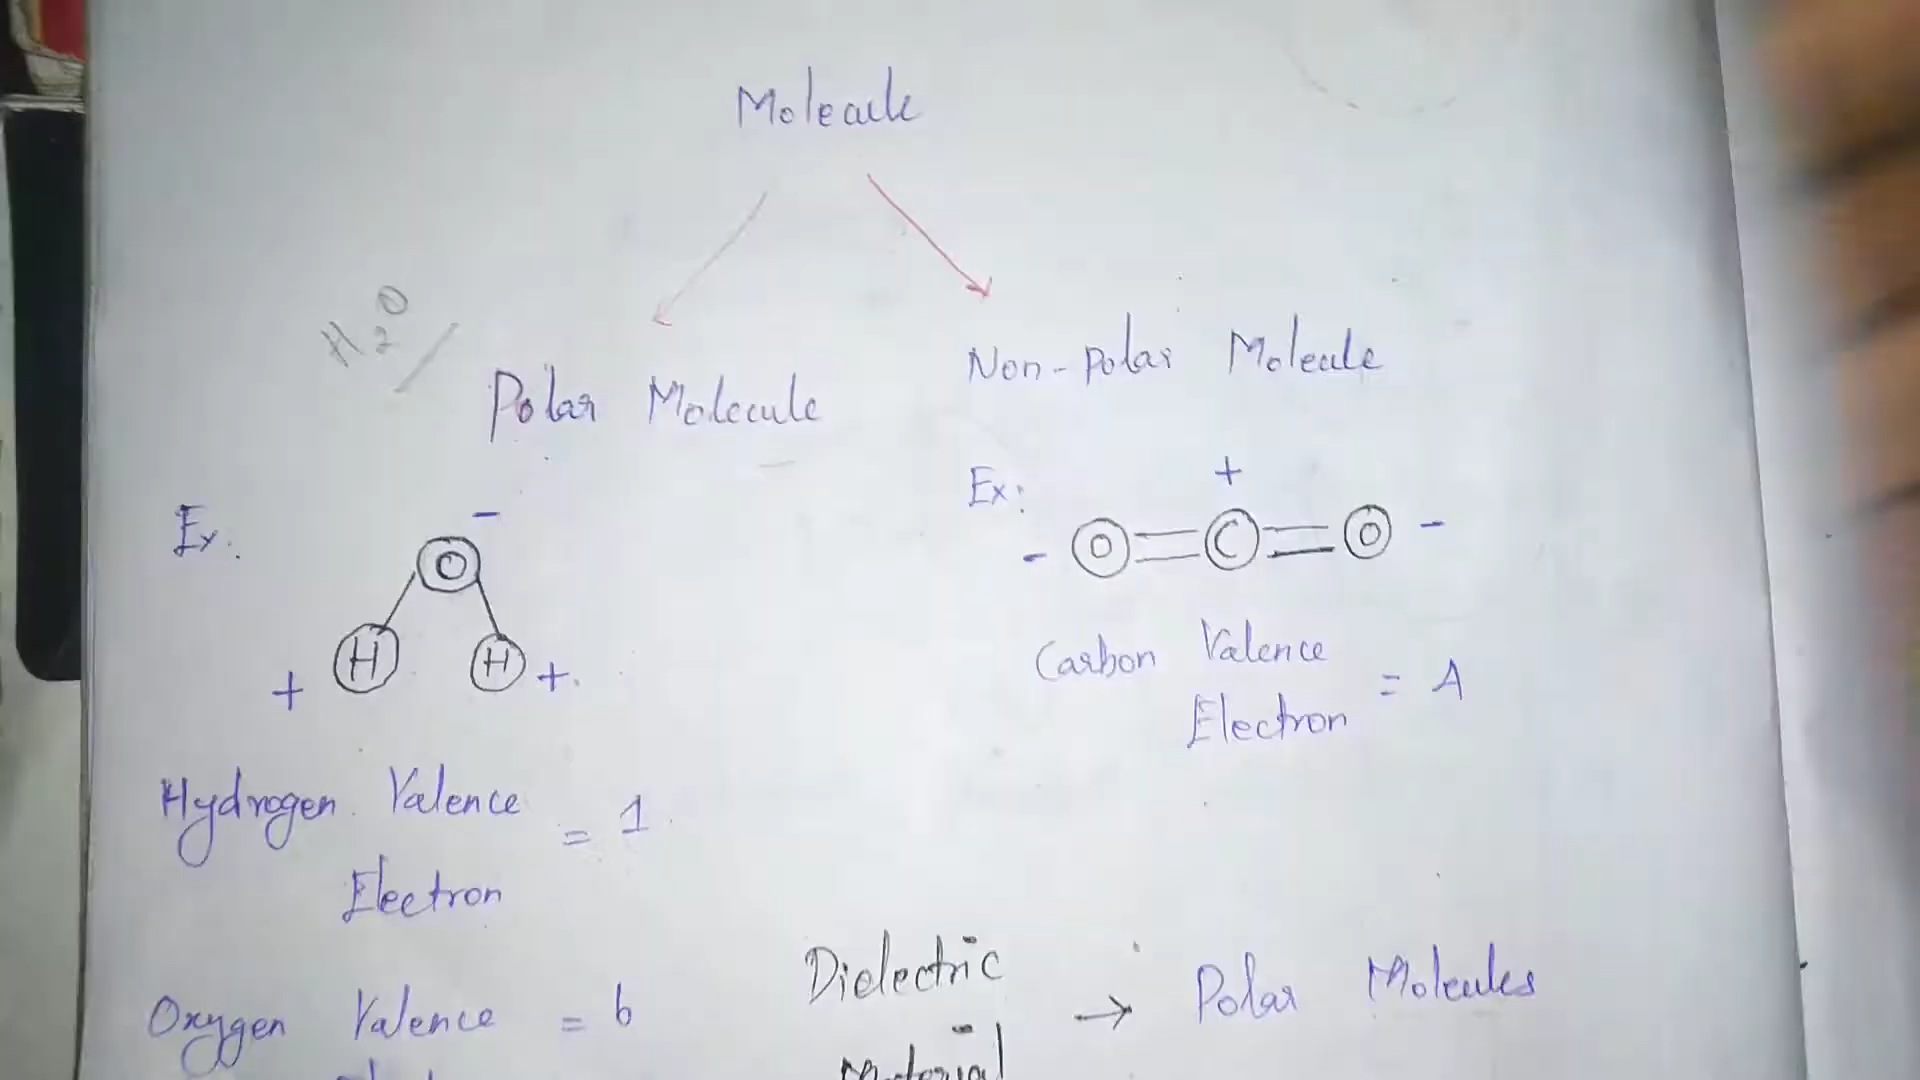 Molecule
H2O
Polar Molecule
Non-Polar Molecule
Ex.
-
O
H
H
+
+.
Ex:
+
- O = C = O -
Carbon Valence
Electron = 4
Hydrogen Valence
Electron = 1
Oxygen Valence = 6
Dielectric
Material
→ Polar Molecules